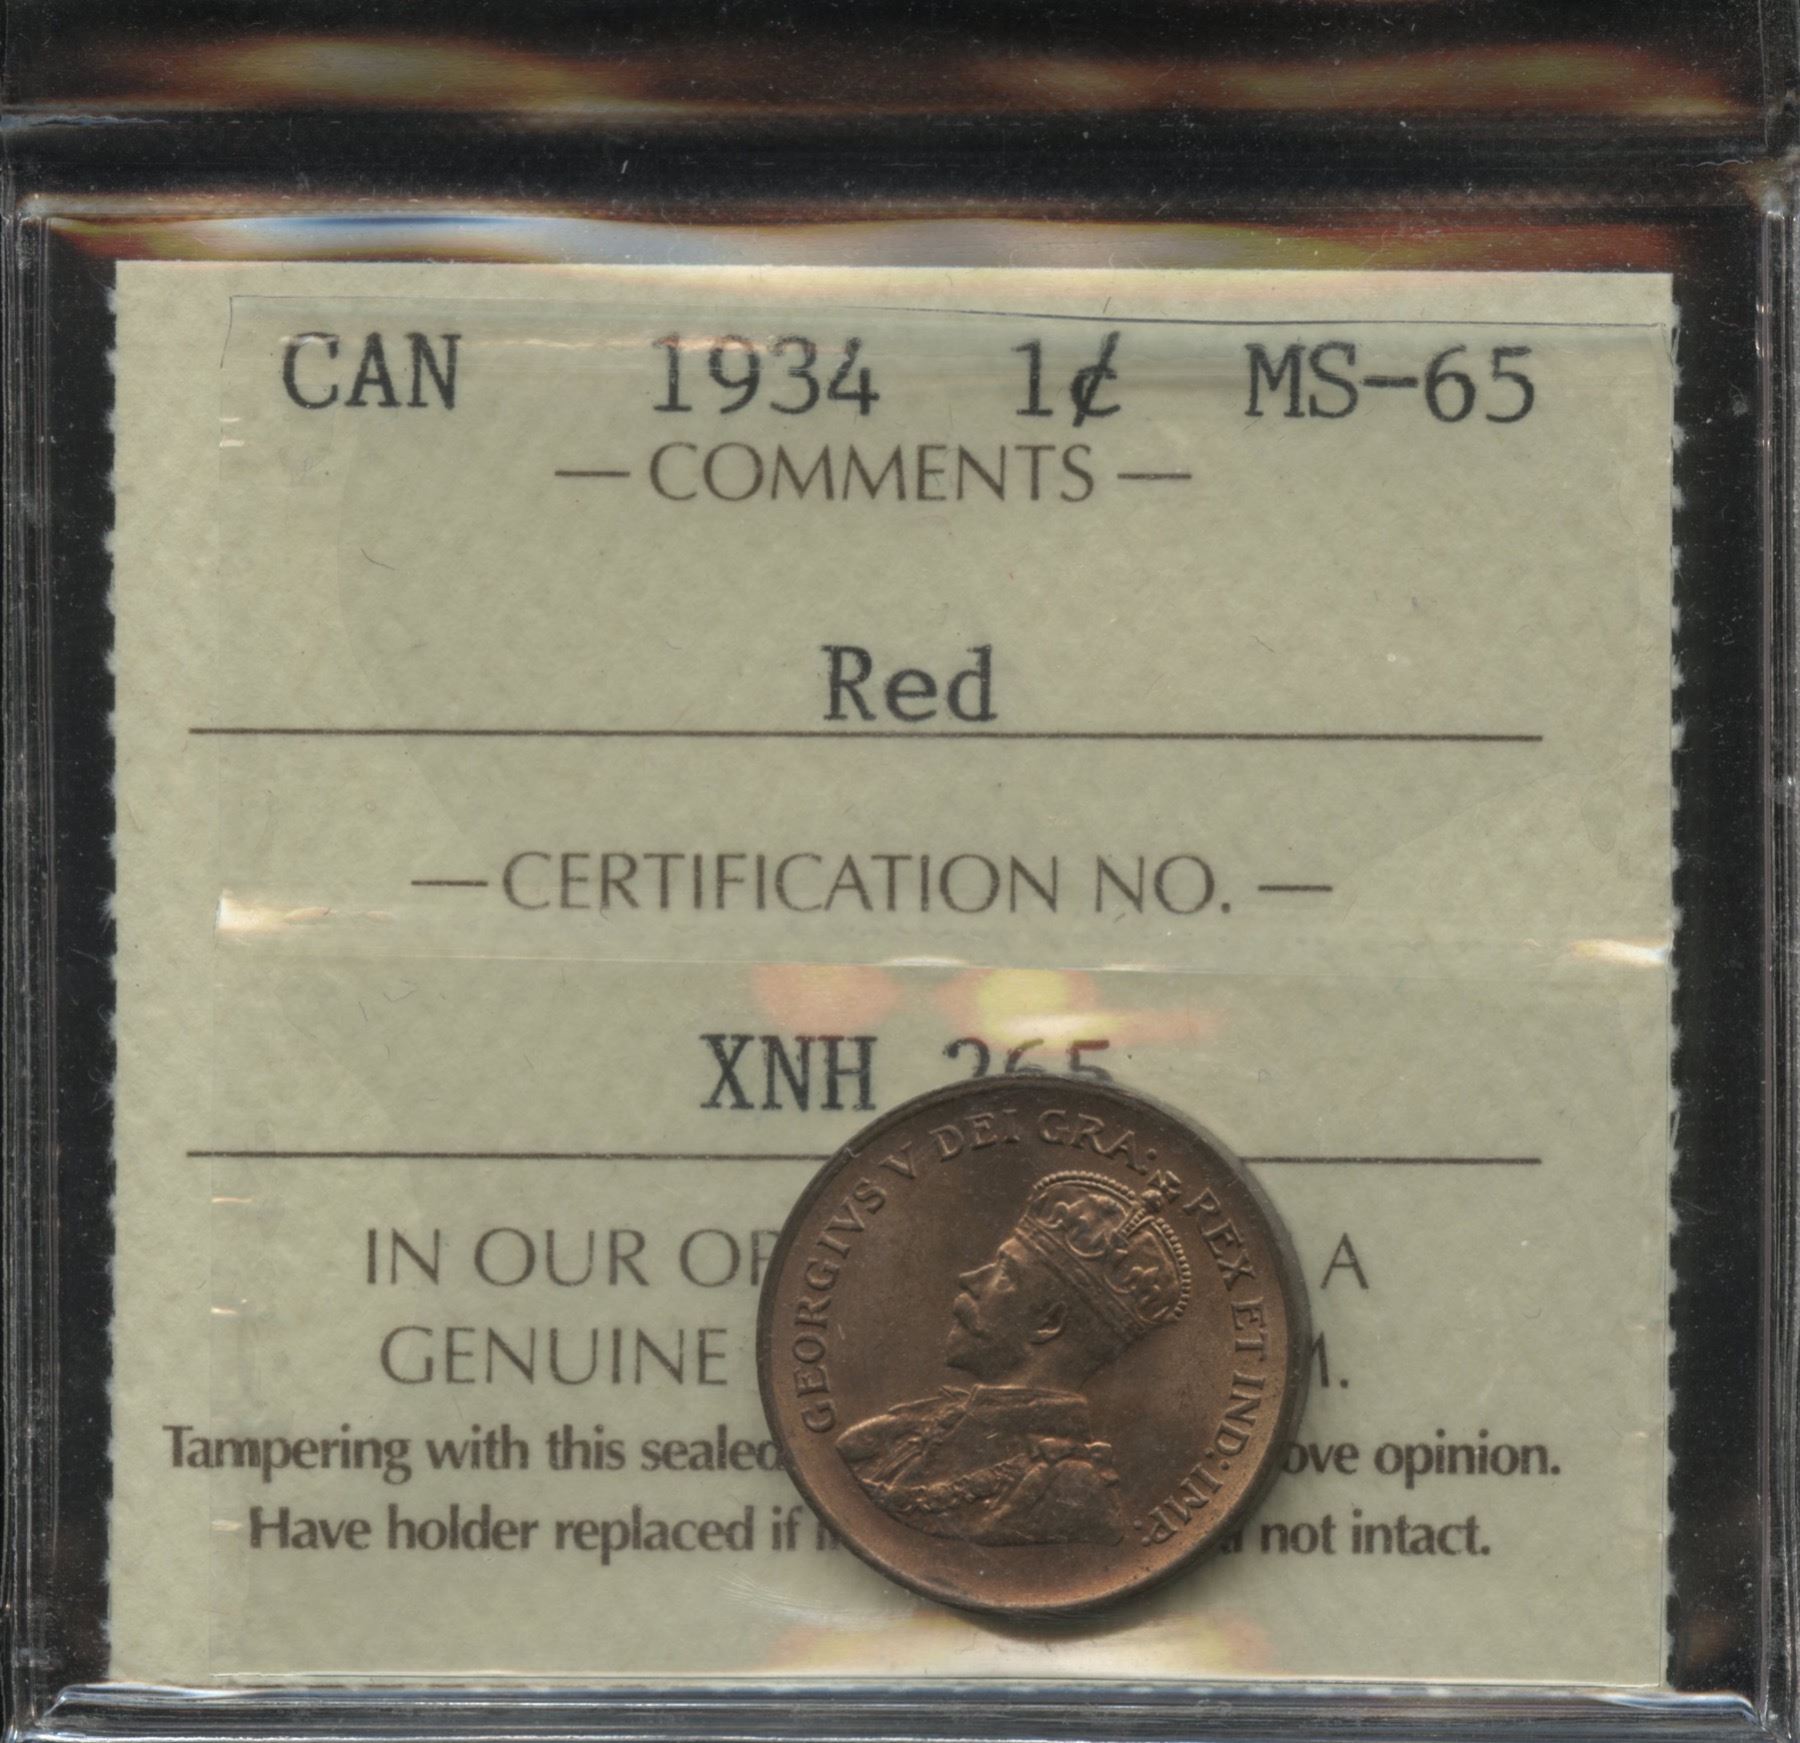 CAN 1934 1¢ MS-65
— COMMENTS —
Red
— CERTIFICATION NO. —
XNH 265
IN OUR OP A
GENUINE M.
Tampering with this sealed ove opinion.
Have holder replaced if not intact.
GEORGIVS V DEI GRA: REX ET IND: IMP: